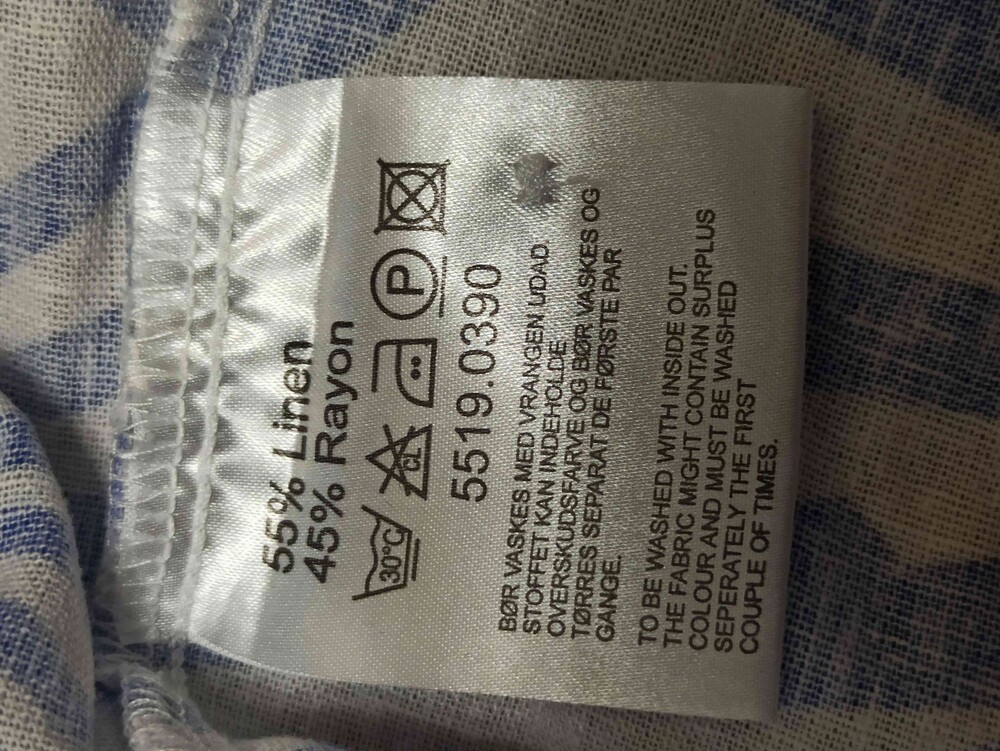 55% Linen
45% Rayon
30°C cl P
5519.0390
BØR VASKES MED VRANGEN UDAD.
STOFFET KAN INDEHOLDE
OVERSKUDSFARVE OG BØR VASKES OG
TØRRES SEPARAT DE FØRSTE PAR
GANGE.
TO BE WASHED WITH INSIDE OUT.
THE FABRIC MIGHT CONTAIN SURPLUS
COLOUR AND MUST BE WASHED
SEPERATELY THE FIRST
COUPLE OF TIMES.